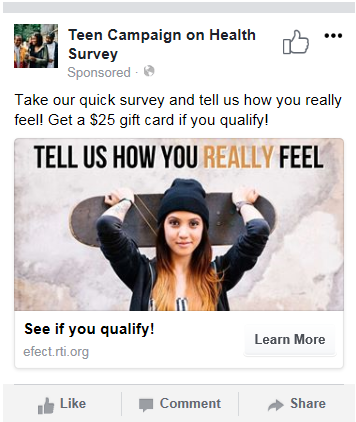 Teen Campaign on Health
Survey
Sponsored ·
Take our quick survey and tell us how you really
feel! Get a $25 gift card if you qualify!
TELL US HOW YOU REALLY FEEL
See if you qualify!
efect.rti.org
Learn More
Like
Comment
Share